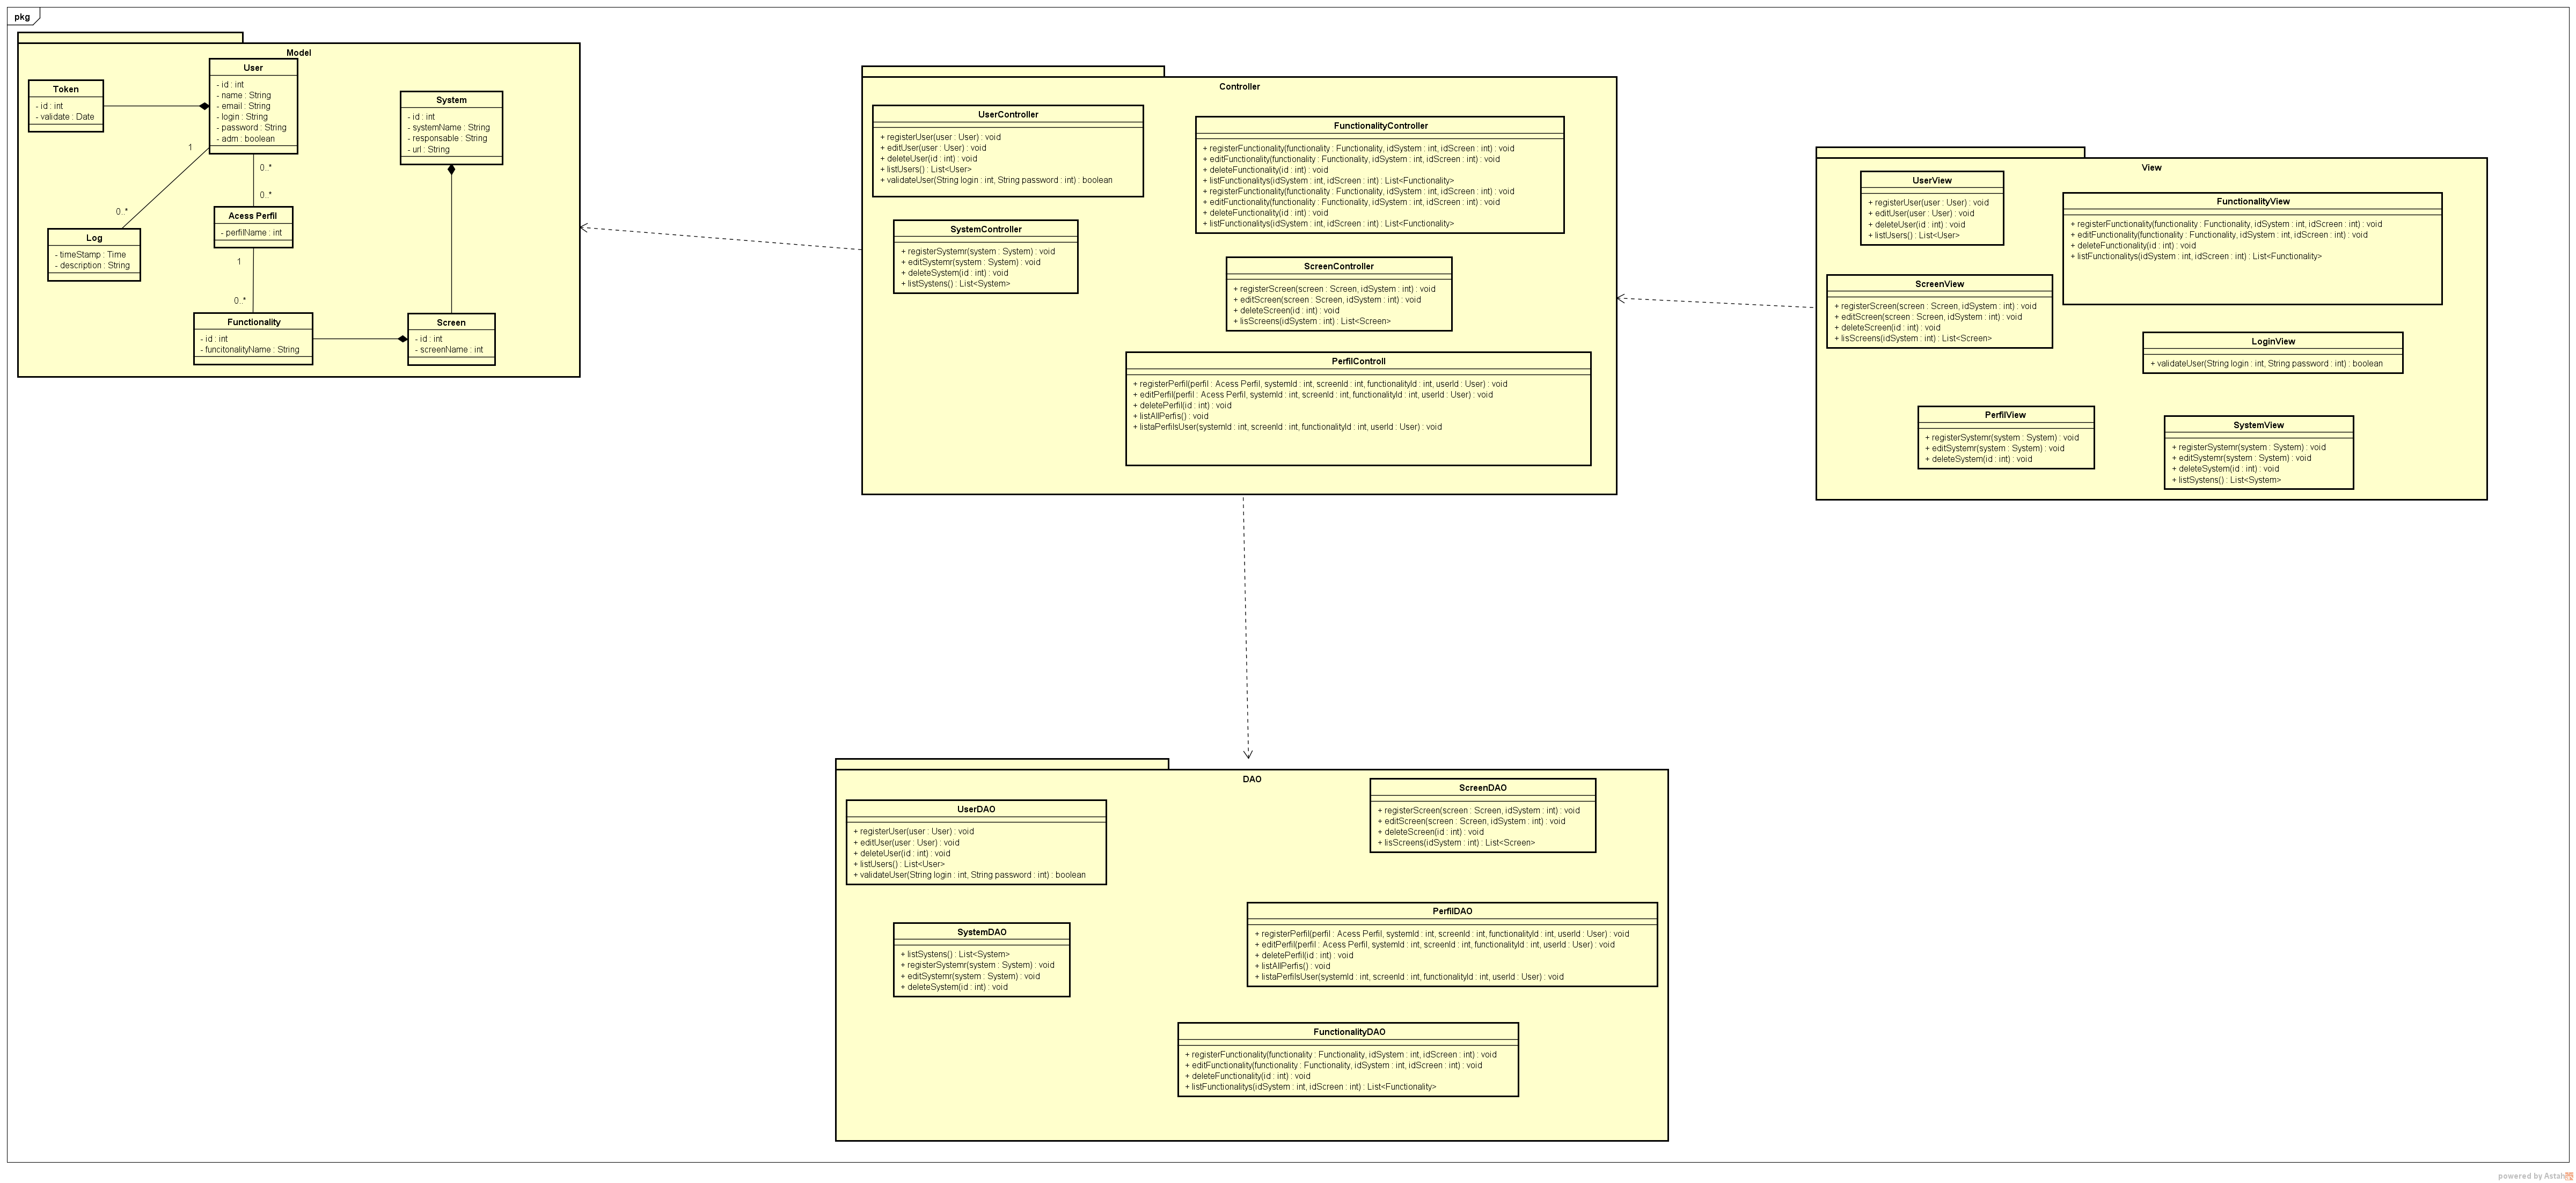 pkg
Model
Token
- id : int
- validate : Date
User
- id : int
- name : String
- email : String
- login : String
- password : String
- adm : boolean
System
- id : int
- systemName : String
- responsable : String
- url : String
1
0..*
0..*
0..*
Acess Perfil
- perfilName : int
Log
- timeStamp : Time
- description : String
1
0..*
Functionality
- id : int
- funcitonalityName : String
Screen
- id : int
- screenName : int
Controller
UserController
+ registerUser(user : User) : void
+ editUser(user : User) : void
+ deleteUser(id : int) : void
+ listUsers() : List<User>
+ validateUser(String login : int, String password : int) : boolean
FunctionalityController
+ registerFunctionality(functionality : Functionality, idSystem : int, idScreen : int) : void
+ editFunctionality(functionality : Functionality, idSystem : int, idScreen : int) : void
+ deleteFunctionality(id : int) : void
+ listFunctionalitys(idSystem : int, idScreen : int) : List<Functionality>
+ registerFunctionality(functionality : Functionality, idSystem : int, idScreen : int) : void
+ editFunctionality(functionality : Functionality, idSystem : int, idScreen : int) : void
+ deleteFunctionality(id : int) : void
+ listFunctionalitys(idSystem : int, idScreen : int) : List<Functionality>
SystemController
+ registerSystemr(system : System) : void
+ editSystemr(system : System) : void
+ deleteSystem(id : int) : void
+ listSystens() : List<System>
ScreenController
+ registerScreen(screen : Screen, idSystem : int) : void
+ editScreen(screen : Screen, idSystem : int) : void
+ deleteScreen(id : int) : void
+ lisScreens(idSystem : int) : List<Screen>
PerfilControll
+ registerPerfil(perfil : Acess Perfil, systemId : int, screenId : int, functionalityId : int, userId : User) : void
+ editPerfil(perfil : Acess Perfil, systemId : int, screenId : int, functionalityId : int, userId : User) : void
+ deletePerfil(id : int) : void
+ listAllPerfis() : void
+ listaPerfilsUser(systemId : int, screenId : int, functionalityId : int, userId : User) : void
View
UserView
+ registerUser(user : User) : void
+ editUser(user : User) : void
+ deleteUser(id : int) : void
+ listUsers() : List<User>
FunctionalityView
+ registerFunctionality(functionality : Functionality, idSystem : int, idScreen : int) : void
+ editFunctionality(functionality : Functionality, idSystem : int, idScreen : int) : void
+ deleteFunctionality(id : int) : void
+ listFunctionalitys(idSystem : int, idScreen : int) : List<Functionality>
ScreenView
+ registerScreen(screen : Screen, idSystem : int) : void
+ editScreen(screen : Screen, idSystem : int) : void
+ deleteScreen(id : int) : void
+ lisScreens(idSystem : int) : List<Screen>
LoginView
+ validateUser(String login : int, String password : int) : boolean
PerfilView
+ registerSystemr(system : System) : void
+ editSystemr(system : System) : void
+ deleteSystem(id : int) : void
SystemView
+ registerSystemr(system : System) : void
+ editSystemr(system : System) : void
+ deleteSystem(id : int) : void
+ listSystens() : List<System>
DAO
UserDAO
+ registerUser(user : User) : void
+ editUser(user : User) : void
+ deleteUser(id : int) : void
+ listUsers() : List<User>
+ validateUser(String login : int, String password : int) : boolean
ScreenDAO
+ registerScreen(screen : Screen, idSystem : int) : void
+ editScreen(screen : Screen, idSystem : int) : void
+ deleteScreen(id : int) : void
+ lisScreens(idSystem : int) : List<Screen>
SystemDAO
+ listSystens() : List<System>
+ registerSystemr(system : System) : void
+ editSystemr(system : System) : void
+ deleteSystem(id : int) : void
PerfilDAO
+ registerPerfil(perfil : Acess Perfil, systemId : int, screenId : int, functionalityId : int, userId : User) : void
+ editPerfil(perfil : Acess Perfil, systemId : int, screenId : int, functionalityId : int, userId : User) : void
+ deletePerfil(id : int) : void
+ listAllPerfis() : void
+ listaPerfilsUser(systemId : int, screenId : int, functionalityId : int, userId : User) : void
FunctionalityDAO
+ registerFunctionality(functionality : Functionality, idSystem : int, idScreen : int) : void
+ editFunctionality(functionality : Functionality, idSystem : int, idScreen : int) : void
+ deleteFunctionality(id : int) : void
+ listFunctionalitys(idSystem : int, idScreen : int) : List<Functionality>
powered by Astah